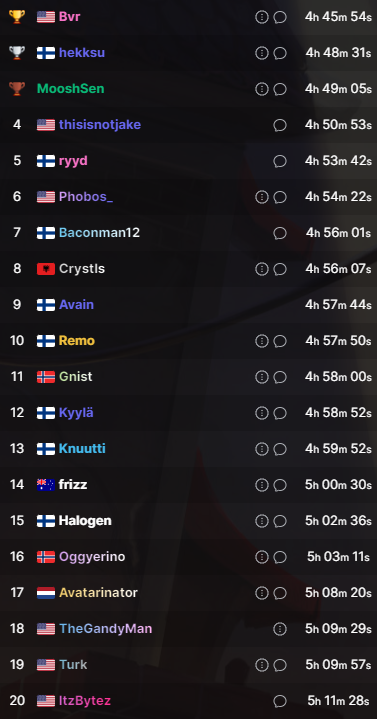 Bvr 4h 45m 54s
hekksu 4h 48m 31s
MooshSen 4h 49m 05s
4 thisisnotjake 4h 50m 53s
5 ryyd 4h 53m 42s
6 Phobos_ 4h 54m 22s
7 Baconman12 4h 56m 01s
8 Crystls 4h 56m 07s
9 Avain 4h 57m 44s
10 Remo 4h 57m 50s
11 Gnist 4h 58m 00s
12 Kyylä 4h 58m 52s
13 Knuutti 4h 59m 52s
14 frizz 5h 00m 30s
15 Halogen 5h 02m 36s
16 Oggyerino 5h 03m 11s
17 Avatarinator 5h 08m 20s
18 TheGandyMan 5h 09m 29s
19 Turk 5h 09m 57s
20 ItzBytez 5h 11m 28s